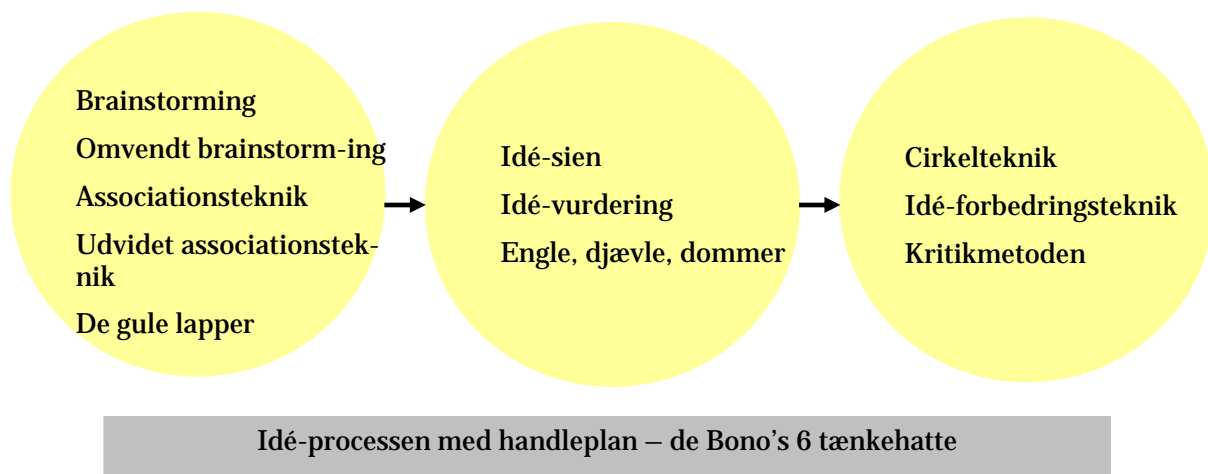 Brainstorming
Omvendt brainstorm-ing
Associationsteknik
Udvidet associationstek-
nik
De gule lapper
Idé-sien
Idé-vurdering
Engle, djævle, dommer
Cirkelteknik
Idé-forbedringsteknik
Kritikmetoden
Idé-processen med handleplan – de Bono's 6 tænkehatte